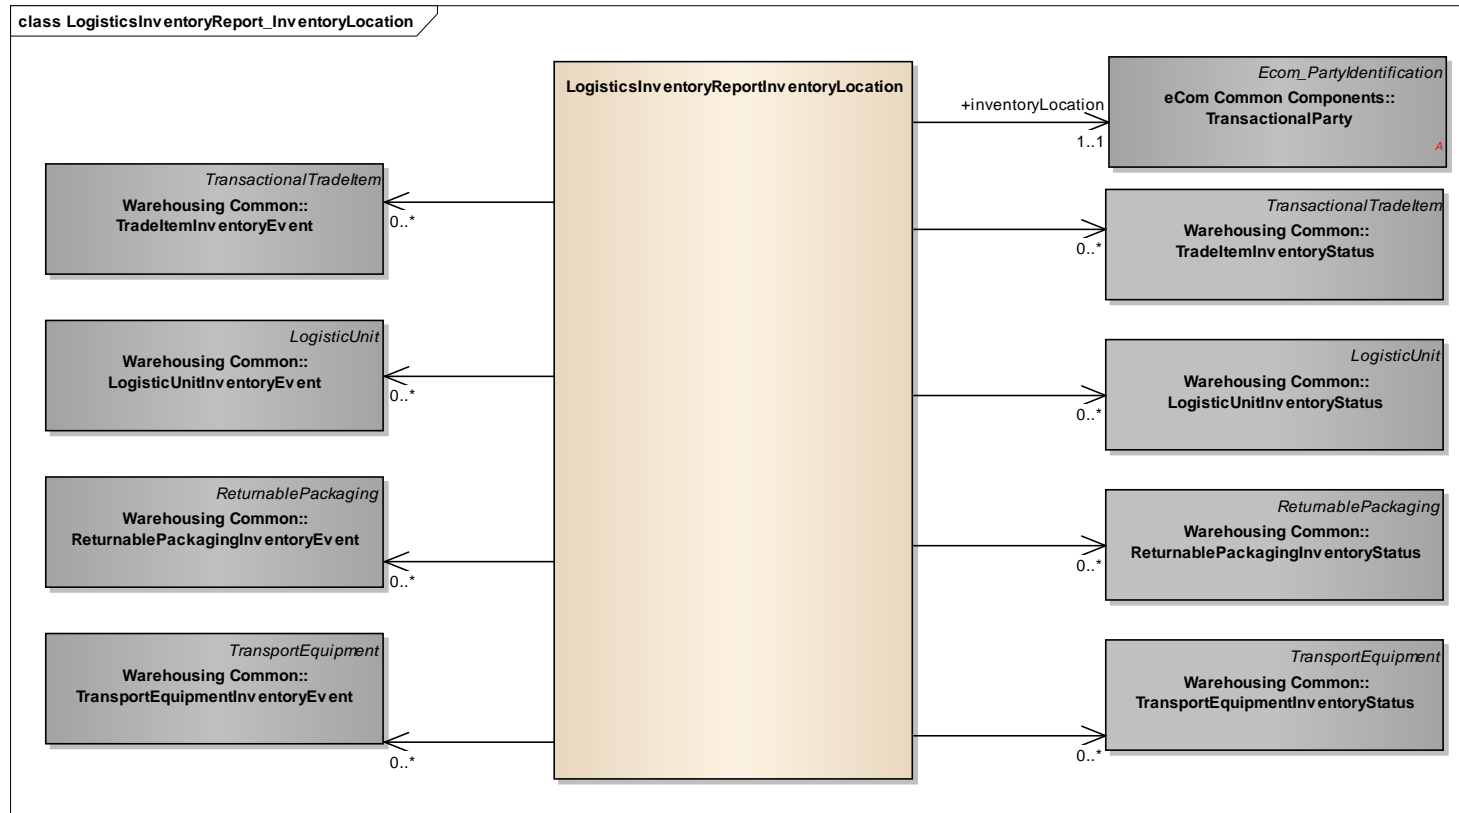 class LogisticsInventoryReport_InventoryLocation
LogisticsInventoryReportInventoryLocation
Ecom_PartyIdentification
eCom Common Components::
TransactionalParty
A
+inventoryLocation
1..1
TransactionalTradeItem
Warehousing Common::
TradeItemInventoryEvent
0..*
TransactionalTradeItem
Warehousing Common::
TradeItemInventoryStatus
0..*
LogisticUnit
Warehousing Common::
LogisticUnitInventoryEvent
0..*
LogisticUnit
Warehousing Common::
LogisticUnitInventoryStatus
0..*
ReturnablePackaging
Warehousing Common::
ReturnablePackagingInventoryEvent
0..*
ReturnablePackaging
Warehousing Common::
ReturnablePackagingInventoryStatus
0..*
TransportEquipment
Warehousing Common::
TransportEquipmentInventoryEvent
0..*
TransportEquipment
Warehousing Common::
TransportEquipmentInventoryStatus
0..*